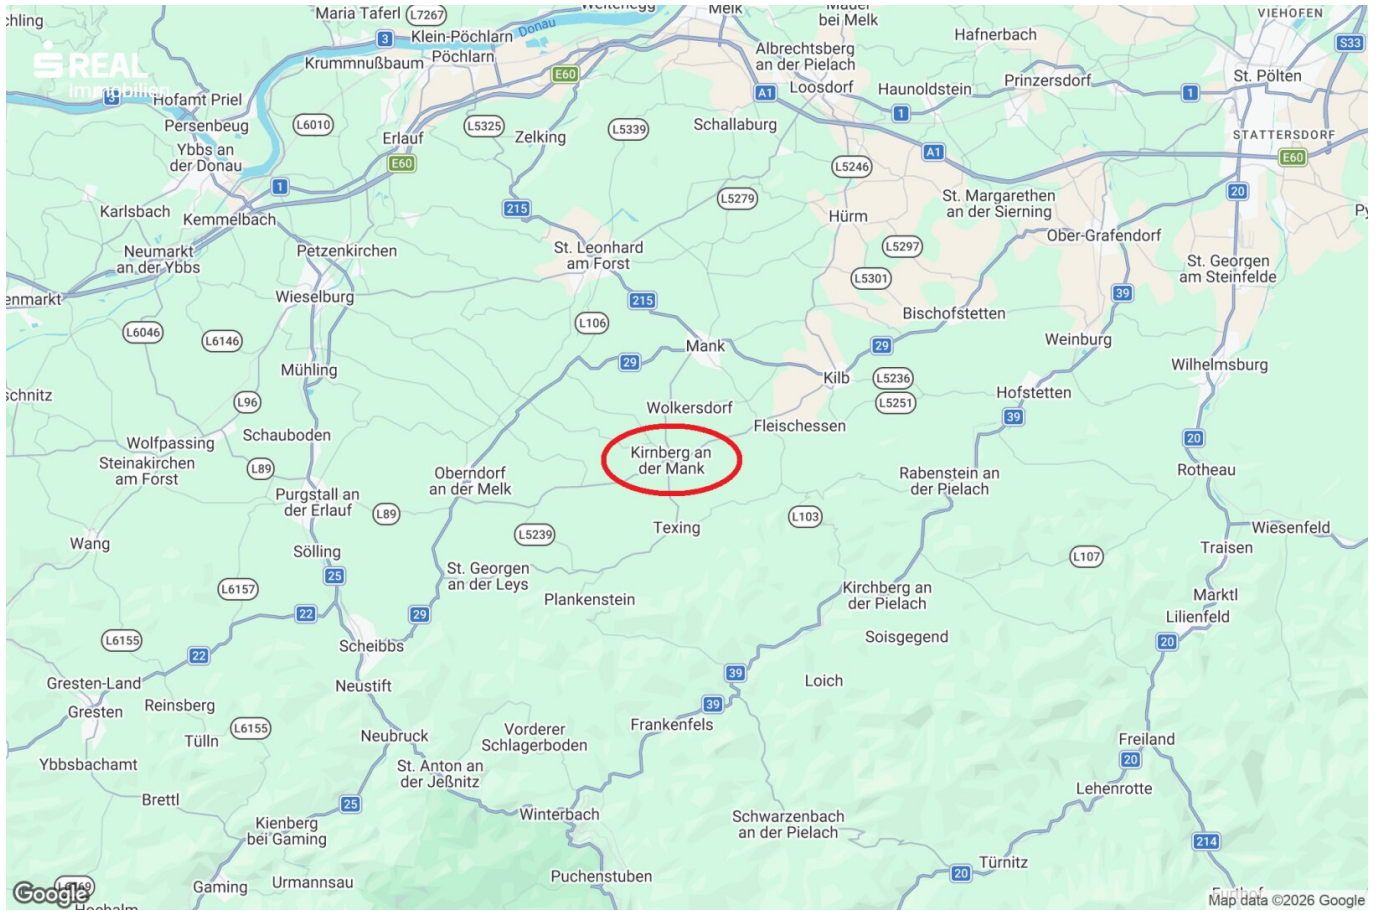 Maria Taferl
L7267
Donau
Melk
bei Melk
VIEHOFEN
3
Klein-Pöchlarn
Hafnerbach
S33
Krummnußbaum
Pöchlarn
Albrechtsberg
an der Pielach
REAL
Immobilien
E60
Loosdorf
Haunoldstein
Prinzersdorf
St. Pölten
3
Hofamt Priel
A1
1
1
Persenbeug
L6010
Erlauf
L5325
Zelking
L5339
Schallaburg
STATTERSDORF
Ybbs an
der Donau
E60
A1
E60
L5246
1
L5279
St. Margarethen
an der Sierning
20
Karlsbach
Kemmelbach
215
Hürm
Neumarkt
an der Ybbs
Petzenkirchen
St. Leonhard
am Forst
L5297
Ober-Grafendorf
St. Georgen
am Steinfelde
L5301
enmarkt
Wieselburg
215
39
L6046
L6146
L106
Bischofstetten
Mank
29
Weinburg
Mühling
29
Kilb
L5236
Wilhelmsburg
schnitz
L96
L5251
Hofstetten
Wolkersdorf
39
Fleischessen
Wolfpassing
Schauboden
20
Steinakirchen
am Forst
L89
Oberndorf
an der Melk
Kirnberg an
der Mank
Rabenstein an
der Pielach
Rotheau
Purgstall an
der Erlauf
L89
L5239
Texing
L103
Wiesenfeld
Wang
Sölling
L107
Traisen
25
St. Georgen
an der Leys
L6157
Plankenstein
Kirchberg an
der Pielach
Marktl
22
29
Lilienfeld
L6155
Scheibbs
Soisgegend
20
22
39
Gresten-Land
Neustift
Loich
Gresten
Reinsberg
39
L6155
Tülln
Neubruck
Vorderer
Schlagerboden
Frankenfels
Freiland
Ybbsbachamt
St. Anton an
der Jeßnitz
20
Brettl
25
Lehenrotte
Kienberg
bei Gaming
Winterbach
Schwarzenbach
an der Pielach
214
Türnitz
20
Gaming
Urmannsau
Puchenstuben
Google
Map data ©2026 Google